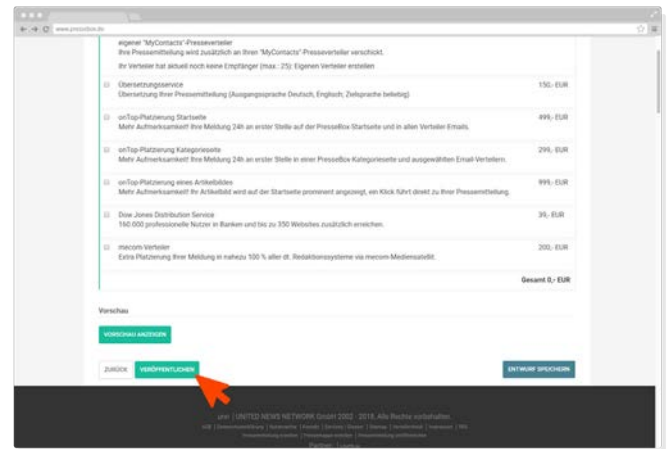 www.pressebox.de
eigener "MyContacts"-Presseverteiler
Ihre Pressemitteilung wird zusätzlich an Ihren "MyContacts"-Presseverteiler verschickt.
Ihr Verteiler hat aktuell noch keine Empfänger (max.: 25): Eigenen Verteiler erstellen
Übersetzungsservice 150,- EUR
Übersetzung Ihrer Pressemitteilung (Ausgangssprache Deutsch, Englisch; Zielsprache beliebig)
onTop-Platzierung Startseite 499,- EUR
Mehr Aufmerksamkeit! Ihre Meldung 24h an erster Stelle auf der PresseBox-Startseite und in allen Verteiler Emails.
onTop-Platzierung Kategorieseite 299,- EUR
Mehr Aufmerksamkeit! Ihre Meldung 24h an erster Stelle in einer PresseBox-Kategorieseite und ausgewählten Email-Verteilern.
onTop-Platzierung eines Artikelbildes 999,- EUR
Mehr Aufmerksamkeit! Ihr Artikelbild wird auf der Startseite prominent angezeigt, ein Klick führt direkt zu Ihrer Pressemitteilung.
Dow Jones Distribution Service 39,- EUR
160 000 professionelle Nutzer in Banken und bis zu 350 Websites zusätzlich erreichen.
mecom-Verteiler 200,- EUR
Extra Platzierung Ihrer Meldung in nahezu 100 % aller dt. Redaktionssysteme via mecom-Mediensatellit.
Gesamt 0,- EUR
Vorschau
VORSCHAU ANZEIGEN
ZURÜCK VERÖFFENTLICHEN ENTWURF SPEICHERN
unn | UNITED NEWS NETWORK GmbH 2002 - 2018, Alle Rechte vorbehalten.